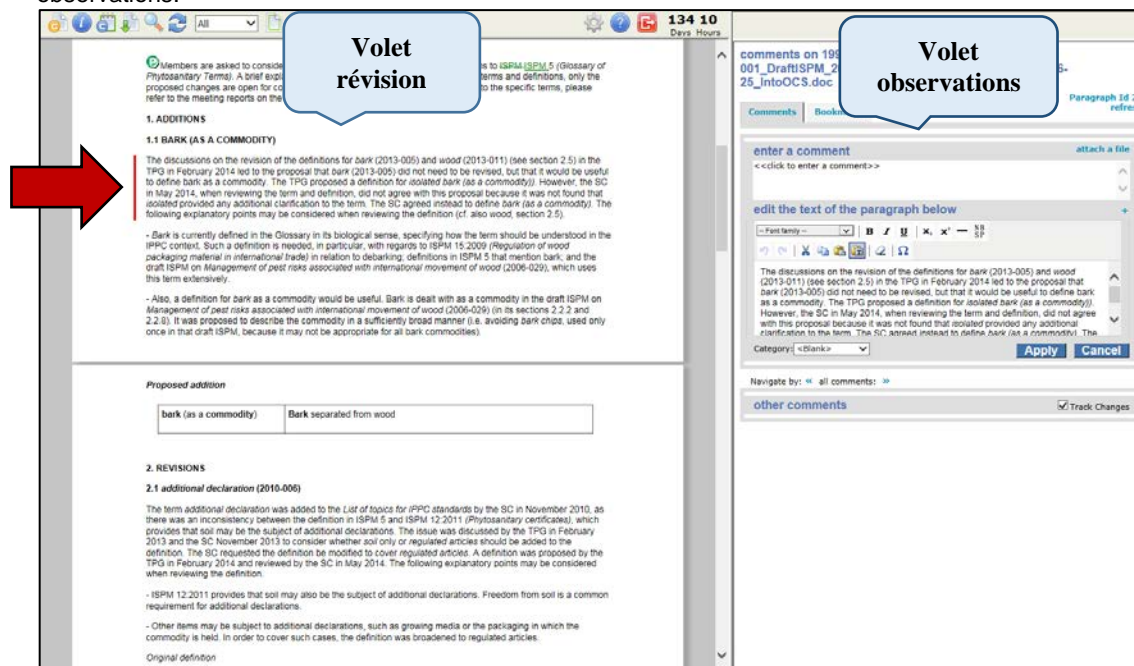 observations.
All
134 10
Days Hours
Volet
révision
Volet
observations
Members are asked to conside
s to ISPM ISPM 5 (Glossary of
Phytosanitary Terms). A brief expl
terms and definitions, only the
proposed changes are open for co
to the specific terms, please
refer to the meeting reports on the
1. ADDITIONS
1.1 BARK (AS A COMMODITY)
The discussions on the revision of the definitions for bark (2013-005) and wood (2013-011) (see section 2.5) in the
TPG in February 2014 led to the proposal that bark (2013-005) did not need to be revised, but that it would be useful
to define bark as a commodity. The TPG proposed a definition for isolated bark (as a commodity)). However, the SC
in May 2014, when reviewing the term and definition, did not agree with this proposal because it was not found that
isolated provided any additional clarification to the term. The SC agreed instead to define bark (as a commodity). The
following explanatory points may be considered when reviewing the definition (cf. also wood, section 2.5).
- Bark is currently defined in the Glossary in its biological sense, specifying how the term should be understood in the
IPPC context. Such a definition is needed, in particular, with regards to ISPM 15:2009 (Regulation of wood
packaging material in international trade) in relation to debarking; definitions in ISPM 5 that mention bark; and the
draft ISPM on Management of pest risks associated with international movement of wood (2006-029), which uses
this term extensively.
- Also, a definition for bark as a commodity would be useful. Bark is dealt with as a commodity in the draft ISPM on
Management of pest risks associated with international movement of wood (2006-029) (in its sections 2.2.2 and
2.2.8). It was proposed to describe the commodity in a sufficiently broad manner (i.e. avoiding bark chips, used only
once in that draft ISPM, because it may not be appropriate for all bark commodities).
Proposed addition
bark (as a commodity) Bark separated from wood
2. REVISIONS
2.1 additional declaration (2010-006)
The term additional declaration was added to the List of topics for IPPC standards by the SC in November 2010, as
there was an inconsistency between the definition in ISPM 5 and ISPM 12:2011 (Phytosanitary certificates), which
provides that soil may be the subject of additional declarations. The issue was discussed by the TPG in February
2013 and the SC November 2013 to consider whether soil only or regulated articles should be added to the
definition. The SC requested the definition be modified to cover regulated articles. A definition was proposed by the
TPG in February 2014 and reviewed by the SC in May 2014. The following explanatory points may be considered
when reviewing the definition.
- ISPM 12:2011 provides that soil may also be the subject of additional declarations. Freedom from soil is a common
requirement for additional declarations.
- Other items may be subject to additional declarations, such as growing media or the packaging in which the
commodity is held. In order to cover such cases, the definition was broadened to regulated articles.
Original definition
comments on 199
001_DraftISPM_2
25_IntoOCS.doc
Paragraph Id 2
refre
Comments Bookm
enter a comment attach a file
<<click to enter a comment>>
edit the text of the paragraph below +
-- Font family -- B I U
The discussions on the revision of the definitions for bark (2013-005) and wood
(2013-011) (see section 2.5) in the TPG in February 2014 led to the proposal that
bark (2013-005) did not need to be revised, but that it would be useful to define bark
as a commodity. The TPG proposed a definition for isolated bark (as a commodity)).
However, the SC in May 2014, when reviewing the term and definition, did not agree
with this proposal because it was not found that isolated provided any additional
clarification to the term. The SC agreed instead to define bark (as a commodity). The
Category: <Blank> Apply Cancel
Navigate by: « all comments: »
other comments Track Changes